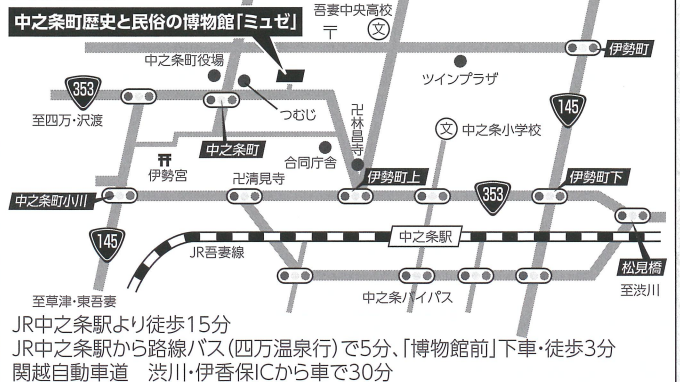 吾妻中央高校
中之条町歴史と民俗の博物館「ミュゼ」
〒
文
伊勢町
中之条町役場
ツインプラザ
353
145
至四万・沢渡
つむじ
卍林昌寺
文 中之条小学校
中之条町
合同庁舎
伊勢宮
卍清見寺
伊勢町上
伊勢町下
中之条町小川
353
145
中之条駅
JR吾妻線
松見橋
至草津・東吾妻
中之条バイパス
至渋川
JR中之条駅より徒歩15分
JR中之条駅から路線バス(四万温泉行)で5分、「博物館前」下車・徒歩3分
関越自動車道　渋川・伊香保ICから車で30分